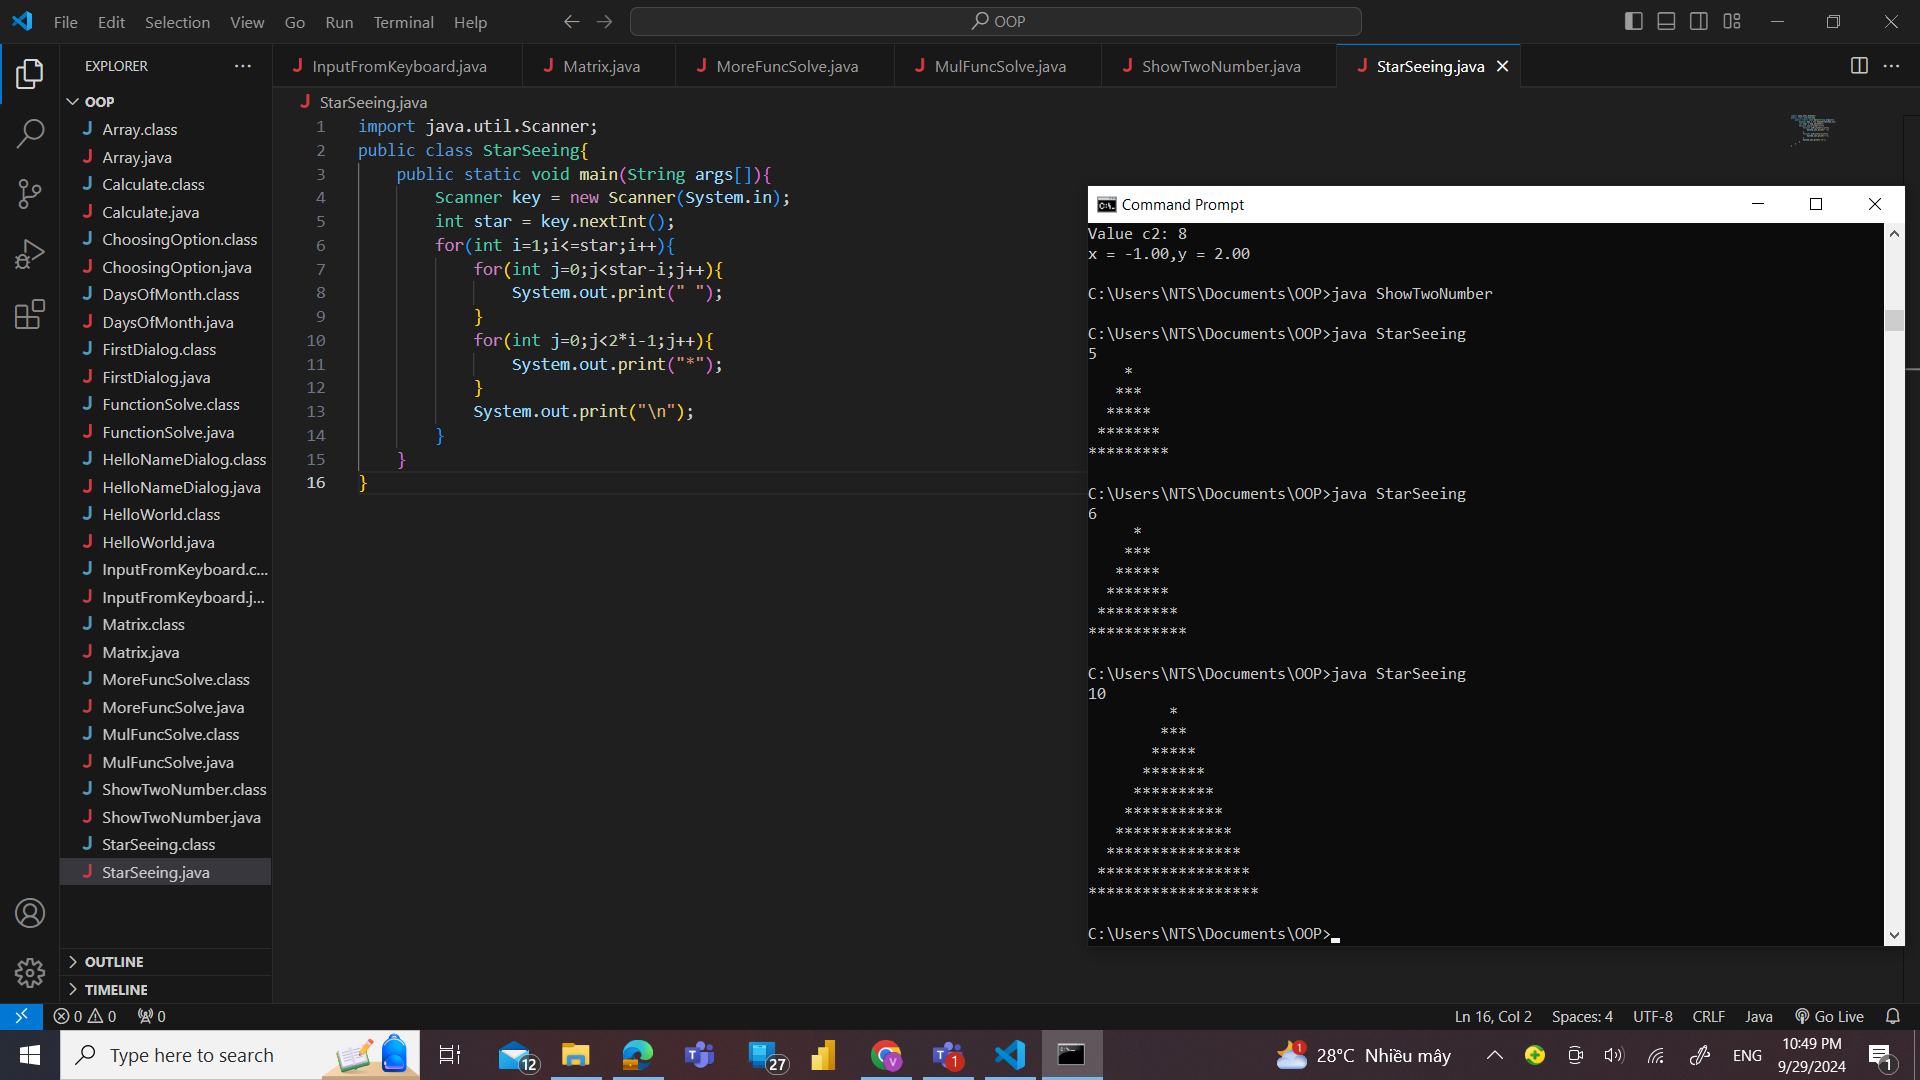 File Edit Selection View Go Run Terminal Help
OOP
EXPLORER
InputFromKeyboard.java
Matrix.java
MoreFuncSolve.java
MulFuncSolve.java
ShowTwoNumber.java
StarSeeing.java
OOP
Array.class
Array.java
Calculate.class
Calculate.java
ChoosingOption.class
ChoosingOption.java
DaysOfMonth.class
DaysOfMonth.java
FirstDialog.class
FirstDialog.java
FunctionSolve.class
FunctionSolve.java
HelloNameDialog.class
HelloNameDialog.java
HelloWorld.class
HelloWorld.java
InputFromKeyboard.c...
InputFromKeyboard.j...
Matrix.class
Matrix.java
MoreFuncSolve.class
MoreFuncSolve.java
MulFuncSolve.class
MulFuncSolve.java
ShowTwoNumber.class
ShowTwoNumber.java
StarSeeing.class
StarSeeing.java
OUTLINE
TIMELINE
StarSeeing.java
1 import java.util.Scanner;
2 public class StarSeeing{
3     public static void main(String args[]){
4         Scanner key = new Scanner(System.in);
5         int star = key.nextInt();
6         for(int i=1;i<=star;i++){
7             for(int j=0;j<star-i;j++){
8                 System.out.print(" ");
9             }
10             for(int j=0;j<2*i-1;j++){
11                 System.out.print("*");
12             }
13             System.out.print("\n");
14         }
15     }
16 }
Command Prompt
Value c2: 8
x = -1.00,y = 2.00
C:\Users\NTS\Documents\OOP>java ShowTwoNumber
C:\Users\NTS\Documents\OOP>java StarSeeing
5
    *
   ***
  *****
 *******
*********
C:\Users\NTS\Documents\OOP>java StarSeeing
6
     *
    ***
   *****
  *******
 *********
***********
C:\Users\NTS\Documents\OOP>java StarSeeing
10
         *
        ***
       *****
      *******
     *********
    ***********
   *************
  ***************
 *****************
*******************
C:\Users\NTS\Documents\OOP>
0 0 0
Ln 16, Col 2 Spaces: 4 UTF-8 CRLF Java Go Live
Type here to search
12
27
1
1
28°C Nhiều mây
ENG
10:49 PM
9/29/2024
1